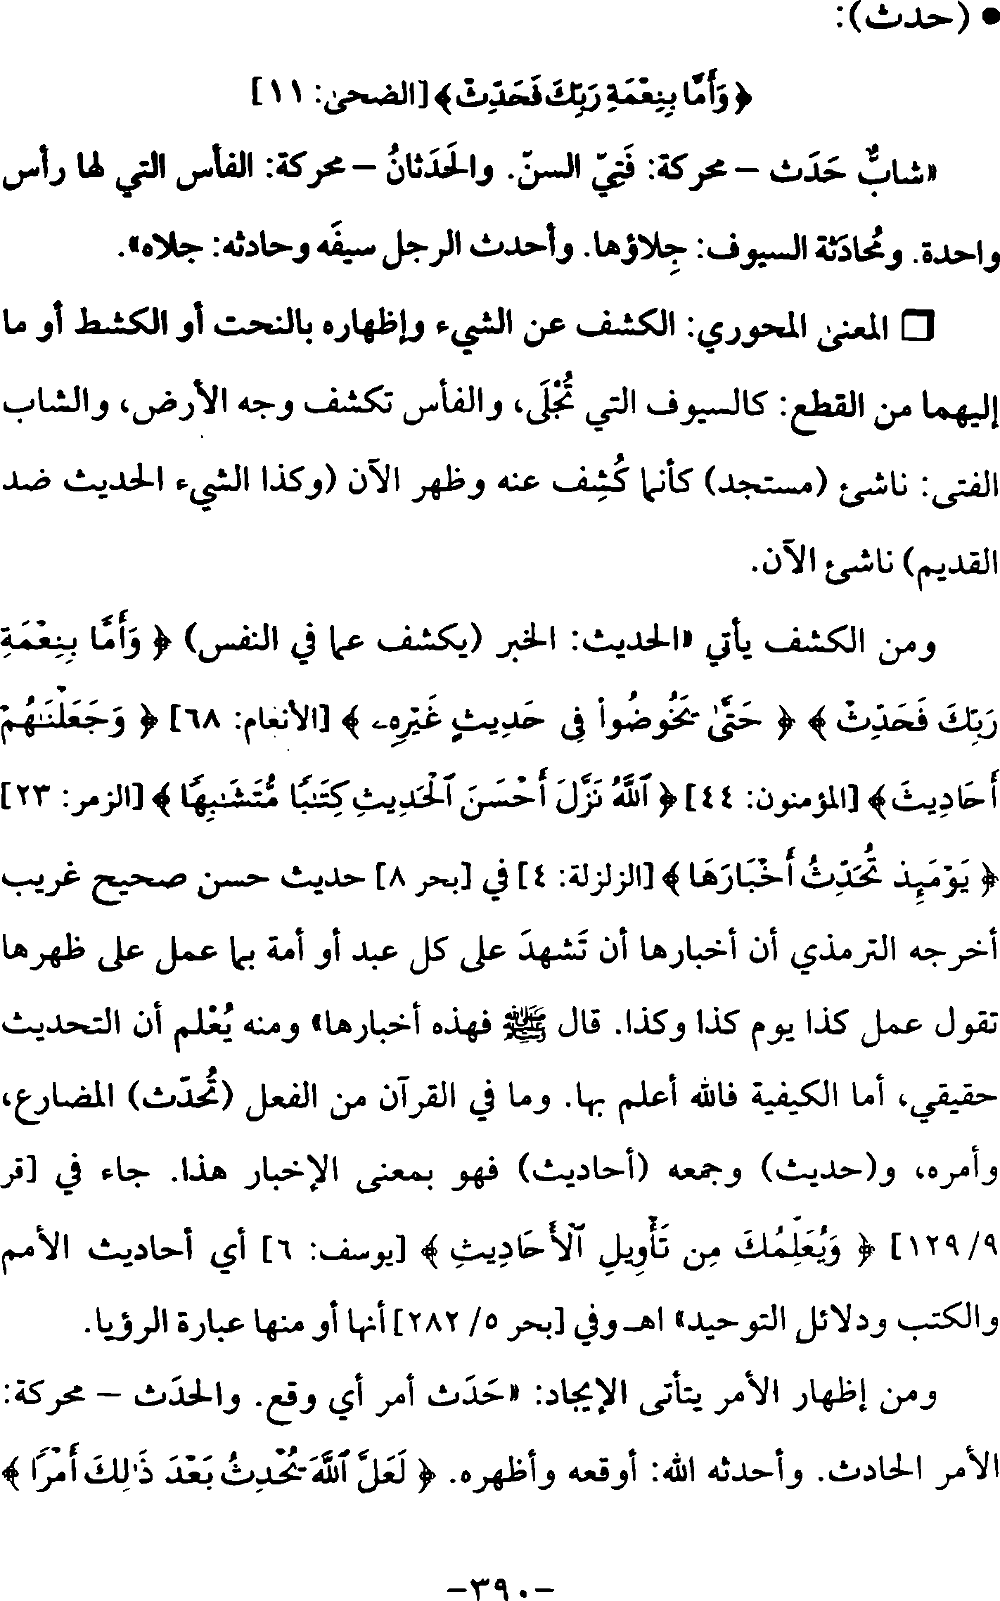 • (حدث):
﴿وَأَمَّا بِنِعْمَةِ رَبِّكَ فَحَدِّثْ﴾ [الضحى: ١١]
«شابٌّ حَدَث – محركة: فَتِيّ السنّ. والحَدَثانُ – محركة: الفأس التي لها رأس
واحدة. ومُحادَثة السيوف: جِلاؤها. وأحدث الرجل سيفَه وحادثه: جلاه».
□ المعنى المحوري: الكشف عن الشيء وإظهاره بالنحت أو الكشط أو ما
إليهما من القطع: كالسيوف التي تُجْلَى، والفأس تكشف وجه الأرض، والشاب
الفتى: ناشئ (مستجد) كأنما كُشِف عنه وظهر الآن (وكذا الشيء الحديث ضد
القديم) ناشئ الآن.
ومن الكشف يأتي «الحديث: الخبر (يكشف عما في النفس) ﴿وَأَمَّا بِنِعْمَةِ
رَبِّكَ فَحَدِّثْ﴾ ﴿حَتَّىٰ يَخُوضُوا۟ فِى حَدِيثٍ غَيْرِهِۦ﴾ [الأنعام: ٦٨] ﴿وَجَعَلْنَـٰهُمْ
أَحَادِيثَ﴾ [المؤمنون: ٤٤] ﴿ٱللَّهُ نَزَّلَ أَحْسَنَ ٱلْحَدِيثِ كِتَـٰبًا مُّتَشَـٰبِهًا﴾ [الزمر: ٢٣]
﴿يَوْمَئِذٍ تُحَدِّثُ أَخْبَارَهَا﴾ [الزلزلة: ٤] في [بحر ٨] حديث حسن صحيح غريب
أخرجه الترمذي أن أخبارها أن تَشهدَ على كل عبد أو أمة بما عمل على ظهرها
تقول عمل كذا يوم كذا وكذا. قال ﷺ فهذه أخبارها» ومنه يُعْلم أن التحديث
حقيقي، أما الكيفية فالله أعلم بها. وما في القرآن من الفعل (تُحدّث) المضارع،
وأمره، و(حديث) وجمعه (أحاديث) فهو بمعنى الإخبار هذا. جاء في [قر
٩/ ١٢٩] ﴿وَيُعَلِّمُكَ مِن تَأْوِيلِ ٱلْأَحَادِيثِ﴾ [يوسف: ٦] أي أحاديث الأمم
والكتب ودلائل التوحيد» اهـ وفي [بحر ٥/ ٢٨٢] أنها أو منها عبارة الرؤيا.
ومن إظهار الأمر يتأتى الإيجاد: «حَدَث أمر أي وقع. والحدَث – محركة:
الأمر الحادث. وأحدثه الله: أوقعه وأظهره. ﴿لَعَلَّ ٱللَّهَ يُحْدِثُ بَعْدَ ذَٰلِكَ أَمْرًا﴾
-٣٩٠-